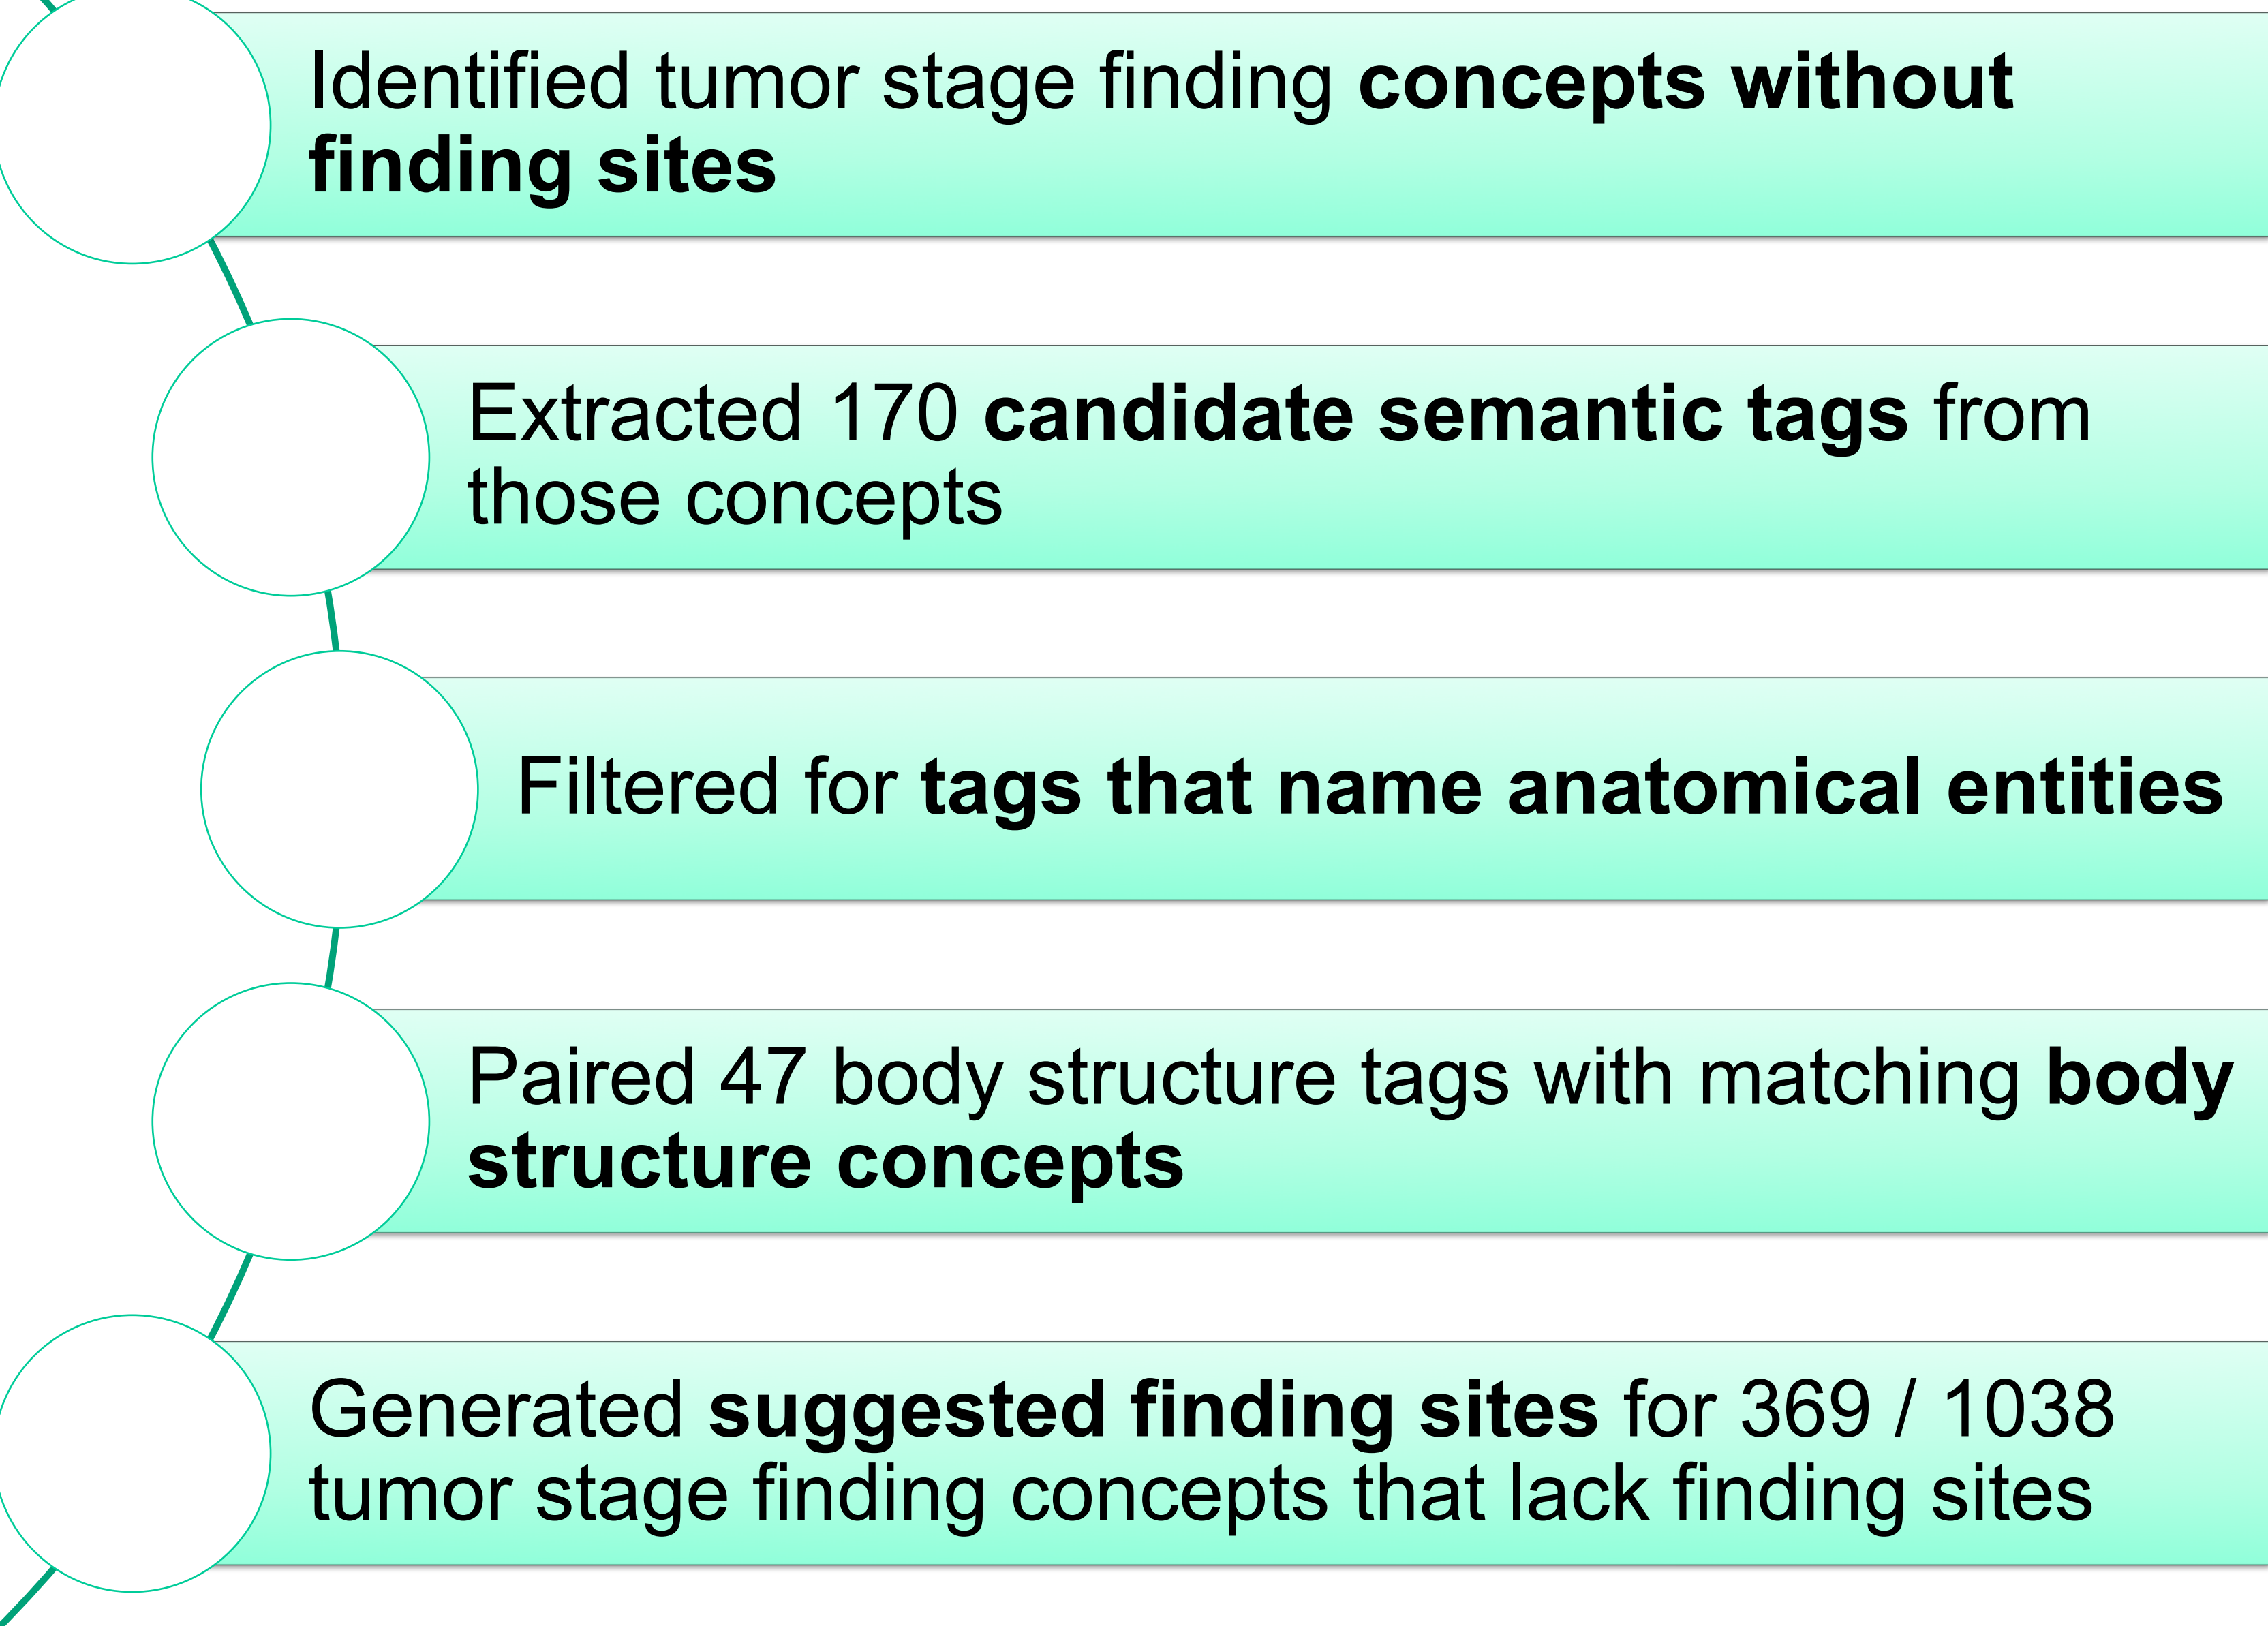 Identified tumor stage finding concepts without
finding sites
Extracted 170 candidate semantic tags from
those concepts
Filtered for tags that name anatomical entities
Paired 47 body structure tags with matching body
structure concepts
Generated suggested finding sites for 369 / 1038
tumor stage finding concepts that lack finding sites